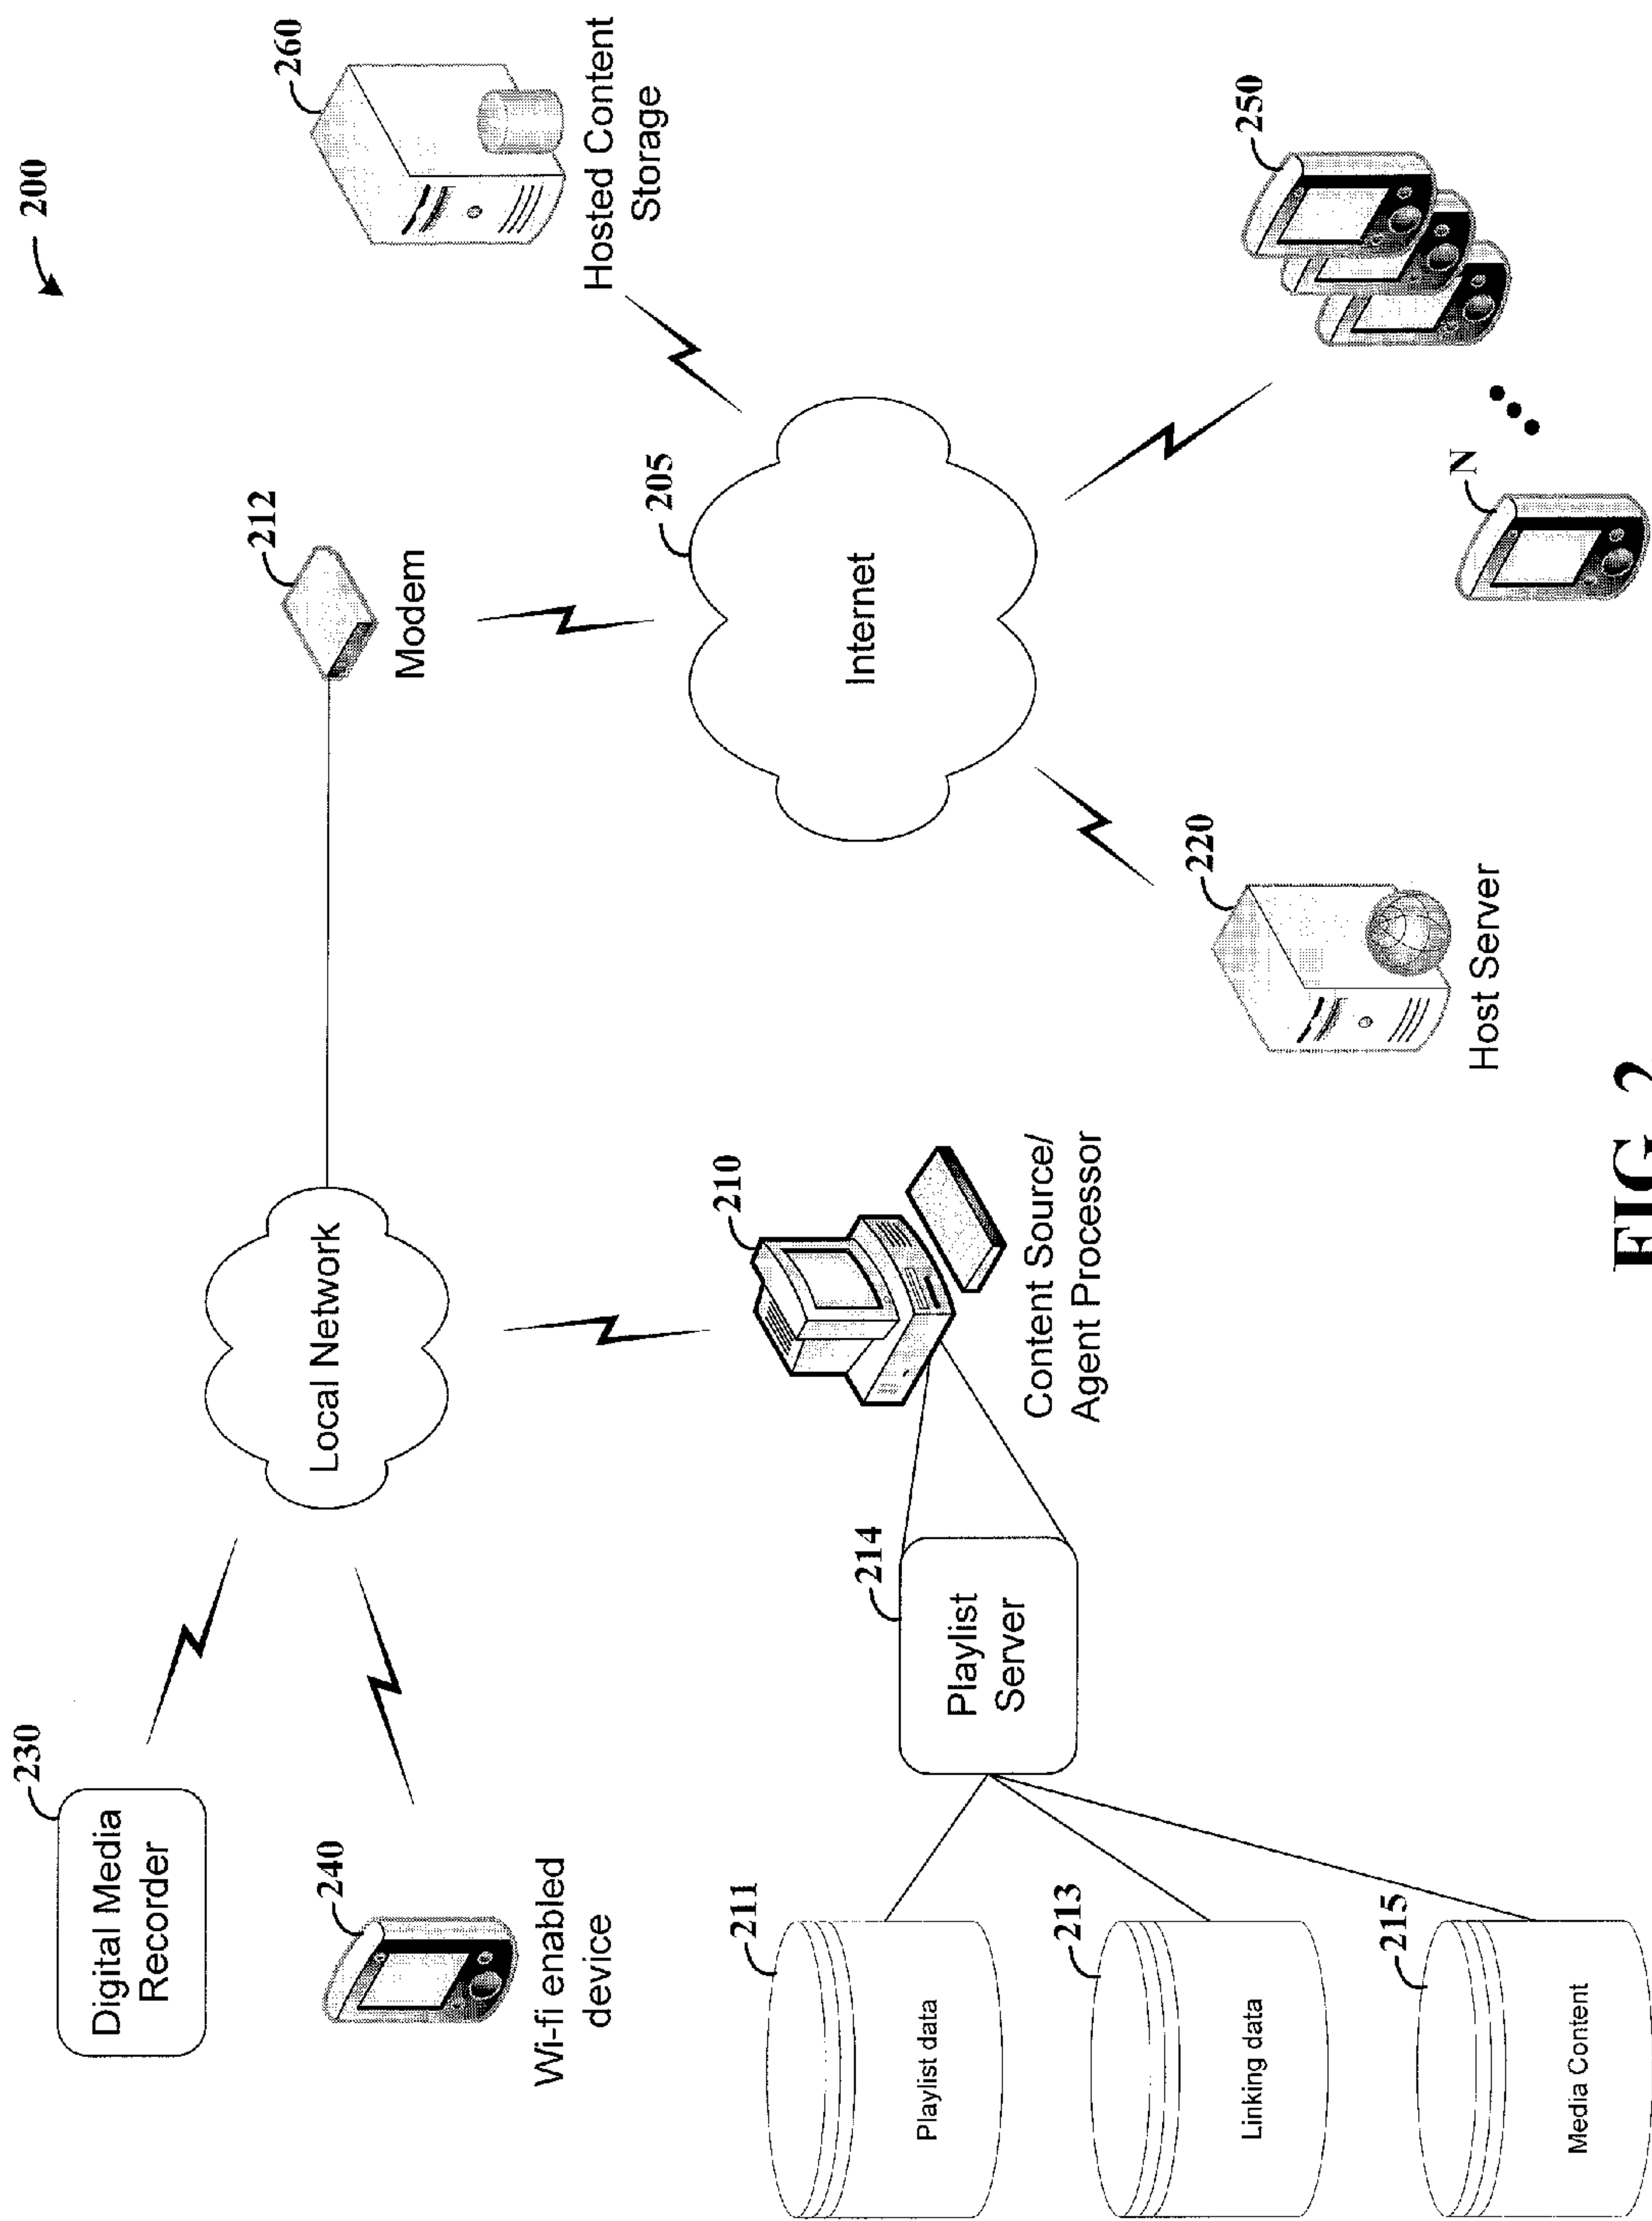 200
230
Digital Media
Recorder
240
Wi-fi enabled
device
Local Network
212
Modem
260
Hosted Content
Storage
205
Internet
210
Content Source/
Agent Processor
214
Playlist
Server
211
Playlist data
213
Linking data
215
Media Content
220
Host Server
250
N
FIG. 2